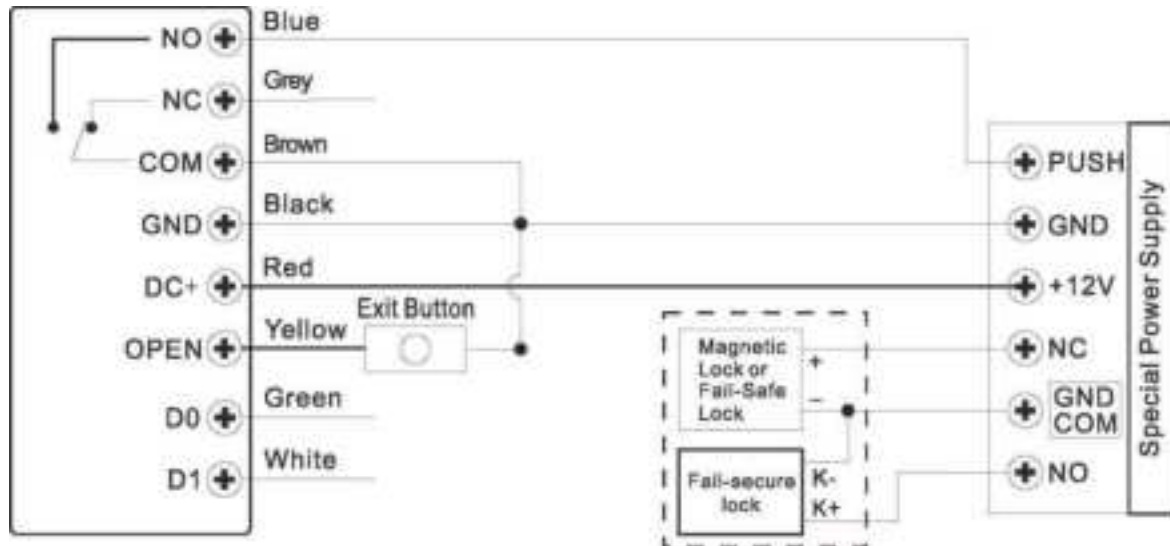 NO
Blue
NC
Grey
COM
Brown
GND
Black
DC+
Red
OPEN
Yellow
Exit Button
D0
Green
D1
White
Magnetic
Lock or
Fail-Safe
Lock
+
–
Fail-secure
lock
K-
K+
PUSH
GND
+12V
NC
GND
COM
NO
Special Power Supply